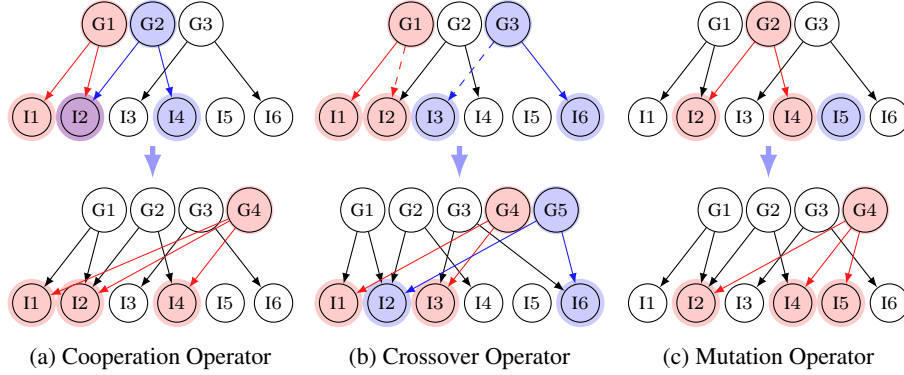 G1 G2 G3 G1 G2 G3 G1 G2 G3
I1 I2 I3 I4 I5 I6 I1 I2 I3 I4 I5 I6 I1 I2 I3 I4 I5 I6
G1 G2 G3 G4 G1 G2 G3 G4 G5 G1 G2 G3 G4
I1 I2 I3 I4 I5 I6 I1 I2 I3 I4 I5 I6 I1 I2 I3 I4 I5 I6
(a) Cooperation Operator (b) Crossover Operator (c) Mutation Operator